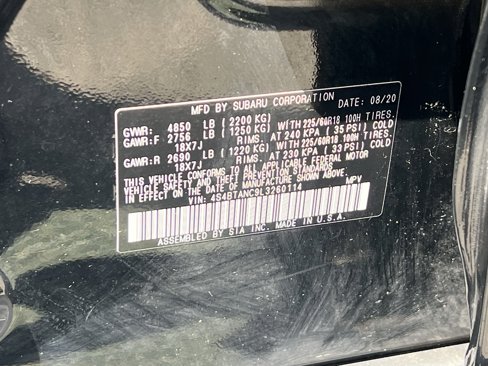 MFD BY SUBARU CORPORATION DATE: 08/20
GVWR: 4850 LB (2200 KG)
GAWR:F 2756 LB (1250 KG) WITH 225/60R18 100H TIRES.
18X7J RIMS. AT 240 KPA (35 PSI) COLD
GAWR:R 2690 LB (1220 KG) WITH 225/60R18 100H TIRES.
18X7J RIMS. AT 230 KPA (33 PSI) COLD
THIS VEHICLE CONFORMS TO ALL APPLICABLE FEDERAL MOTOR
VEHICLE SAFETY AND THEFT PREVENTION STANDARDS
IN EFFECT ON THE DATE OF MANUFACTURE SHOWN ABOVE.
VIN: 4S4BTANC9L3260114 MPV
ASSEMBLED BY SIA INC. MADE IN U.S.A.